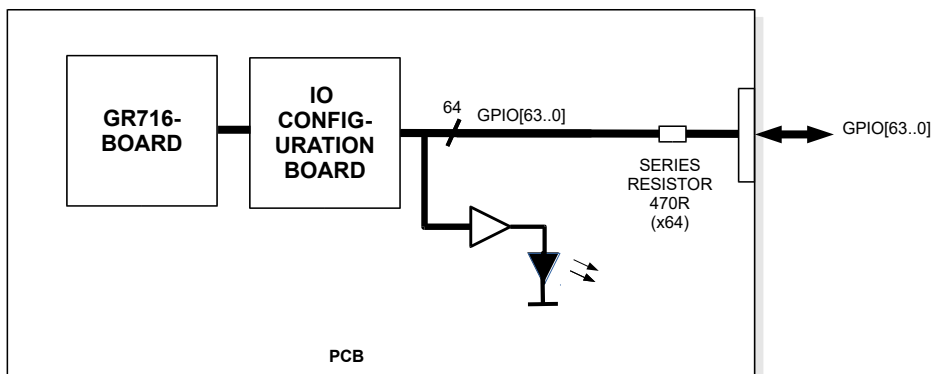 GR716-
BOARD
IO
CONFIG-
URATION
BOARD
64
GPIO[63..0]
SERIES
RESISTOR
470R
(x64)
GPIO[63..0]
PCB